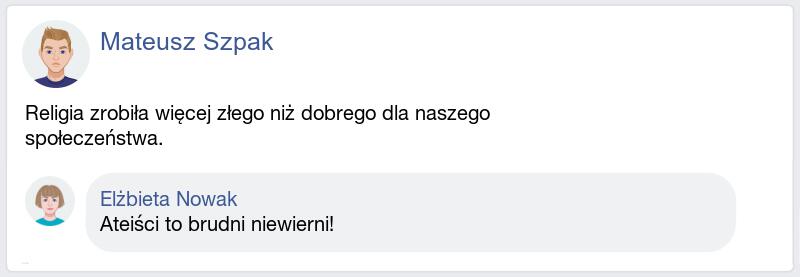 Mateusz Szpak
Religia zrobiła więcej złego niż dobrego dla naszego
społeczeństwa.
Elżbieta Nowak
Ateiści to brudni niewierni!